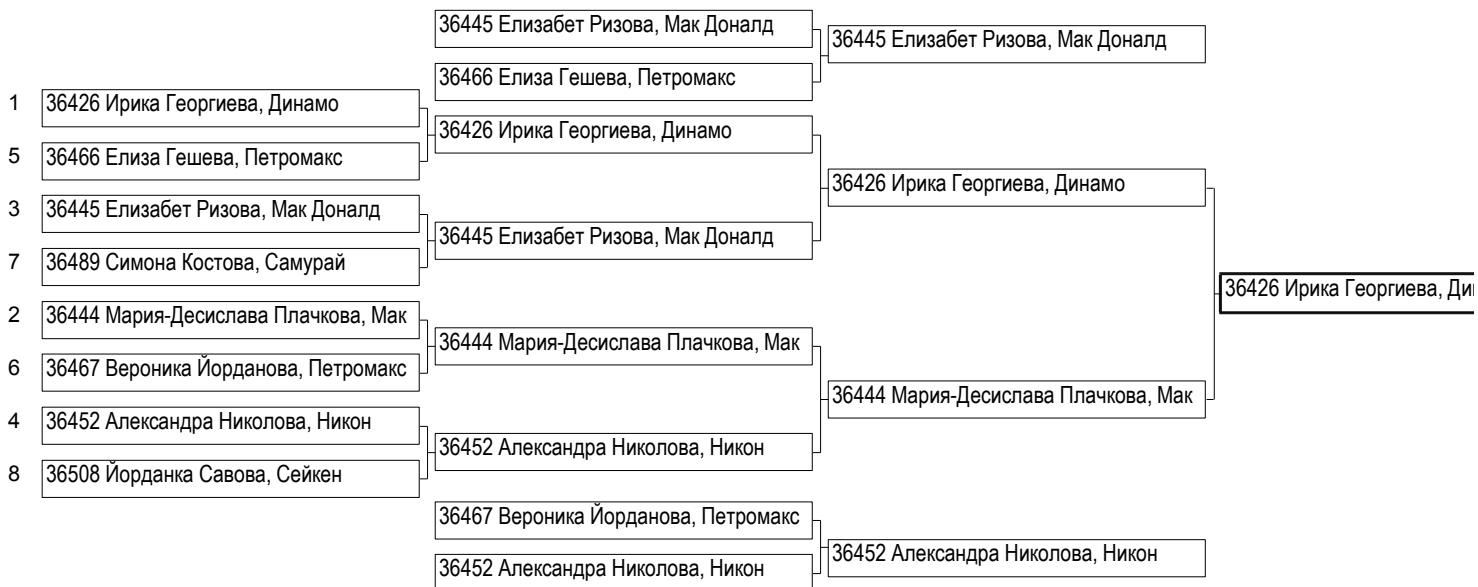 36445 Елизабет Ризова, Мак Доналд
36445 Елизабет Ризова, Мак Доналд
36466 Елиза Гешева, Петромакс
1 36426 Ирика Георгиева, Динамо
36426 Ирика Георгиева, Динамо
5 36466 Елиза Гешева, Петромакс
36426 Ирика Георгиева, Динамо
3 36445 Елизабет Ризова, Мак Доналд
36445 Елизабет Ризова, Мак Доналд
7 36489 Симона Костова, Самурай
36426 Ирика Георгиева, Ди
2 36444 Мария-Десислава Плачкова, Мак
36444 Мария-Десислава Плачкова, Мак
6 36467 Вероника Йорданова, Петромакс
36444 Мария-Десислава Плачкова, Мак
4 36452 Александра Николова, Никон
36452 Александра Николова, Никон
8 36508 Йорданка Савова, Сейкен
36467 Вероника Йорданова, Петромакс
36452 Александра Николова, Никон
36452 Александра Николова, Никон